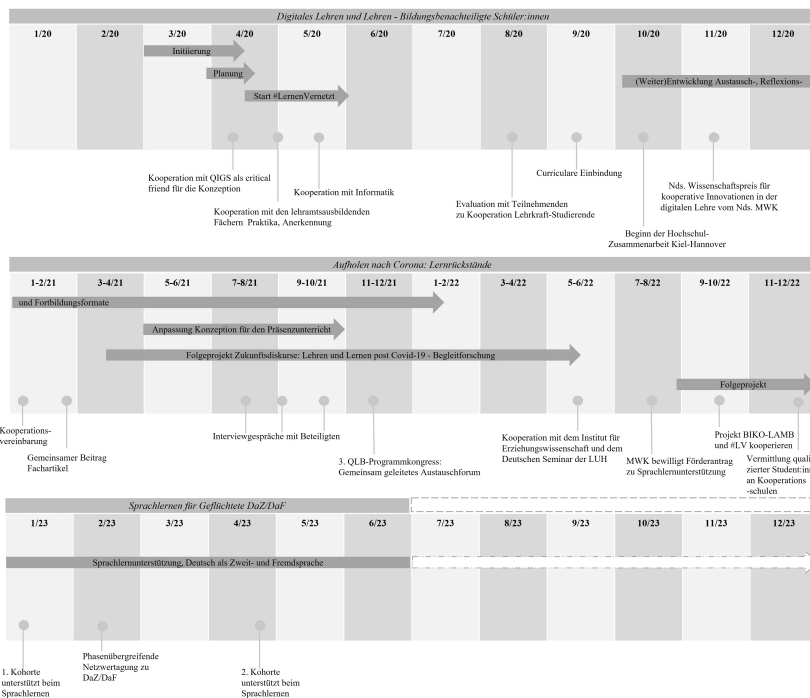 Digitales Lehren und Lehren - Bildungsbenachteiligte Schüler:innen
1/20 2/20 3/20 4/20 5/20 6/20 7/20 8/20 9/20 10/20 11/20 12/20
Initiierung
Planung
Start #LernenVernetzt
(Weiter)Entwicklung Austausch-, Reflexions-
Kooperation mit QIGS als critical
friend für die Konzeption
Kooperation mit den lehramtsausbildenden
Fächern Praktika, Anerkennung
Kooperation mit Informatik
Evaluation mit Teilnehmenden
zu Kooperation Lehrkraft-Studierende
Curriculare Einbindung
Beginn der Hochschul-
Zusammenarbeit Kiel-Hannover
Nds. Wissenschaftspreis für
kooperative Innovationen in der
digitalen Lehre vom Nds. MWK
Aufholen nach Corona: Lernrückstände
1-2/21 3-4/21 5-6/21 7-8/21 9-10/21 11-12/21 1-2/22 3-4/22 5-6/22 7-8/22 9-10/22 11-12/22
und Fortbildungsformate
Anpassung Konzeption für den Präsenzunterricht
Folgeprojekt Zukunftsdiskurse: Lehren und Lernen post Covid-19 - Begleitforschung
Folgeprojekt
Kooperations-
vereinbarung
Gemeinsamer Beitrag
Fachartikel
Interviewgespräche mit Beteiligten
3. QLB-Programmkongress:
Gemeinsam geleitetes Austauschforum
Kooperation mit dem Institut für
Erziehungswissenschaft und dem
Deutschen Seminar der LUH
MWK bewilligt Förderantrag
zu Sprachlernunterstützung
Projekt BIKO-LAMB
und #LV kooperieren
Vermittlung quali
zierter Student:in
an Kooperations
-schulen
Sprachlernen für Geflüchtete DaZ/DaF
1/23 2/23 3/23 4/23 5/23 6/23 7/23 8/23 9/23 10/23 11/23 12/23
Sprachlernunterstützung, Deutsch als Zweit- und Fremdsprache
1. Kohorte
unterstützt beim
Sprachlernen
Phasenübergreifende
Netzwertagung zu
DaZ/DaF
2. Kohorte
unterstützt beim
Sprachlernen